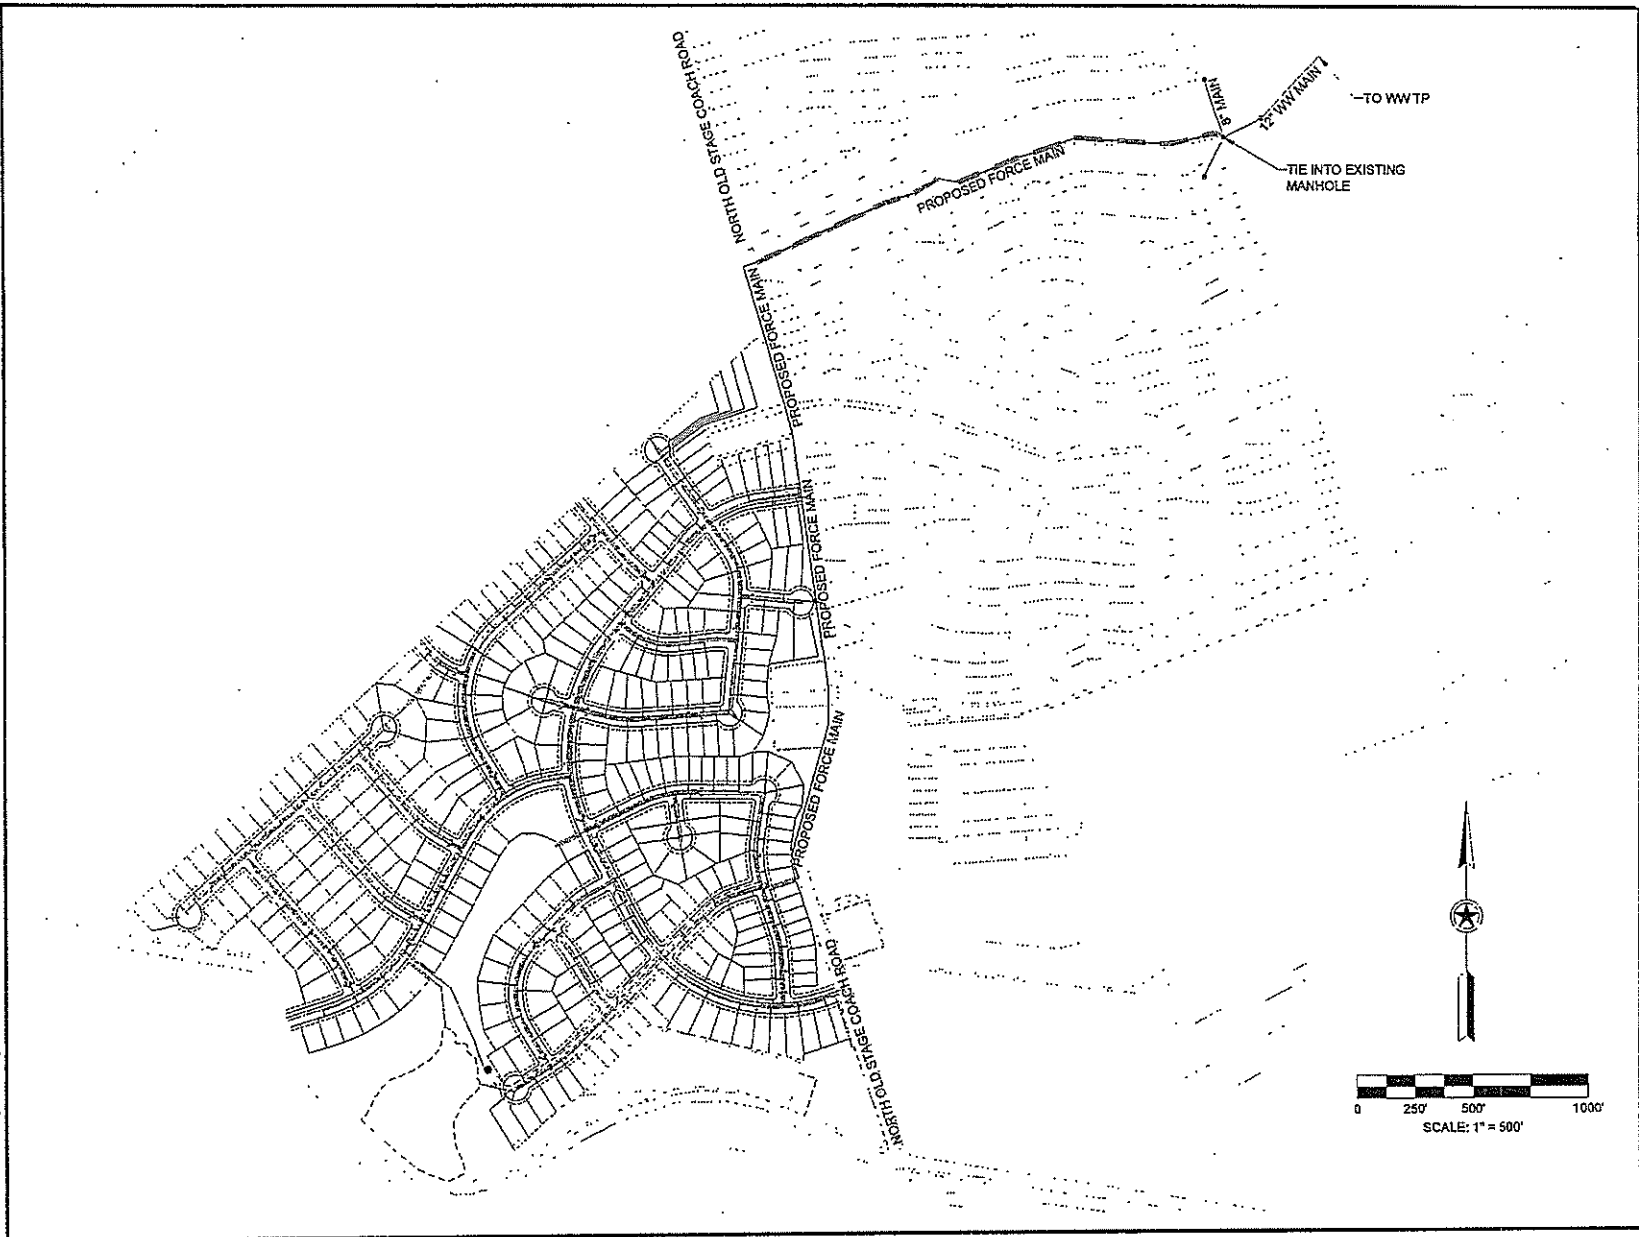 NORTH OLD STAGE COACH ROAD
8" MAIN
12" WW MAIN
TO WWTP
TIE INTO EXISTING
MANHOLE
PROPOSED FORCE MAIN
PROPOSED FORCE MAIN
PROPOSED FORCE MAIN
PROPOSED FORCE MAIN
PROPOSED FORCE MAIN
NORTH OLD STAGE COACH ROAD
0 250' 500' 1000'
SCALE: 1" = 500'